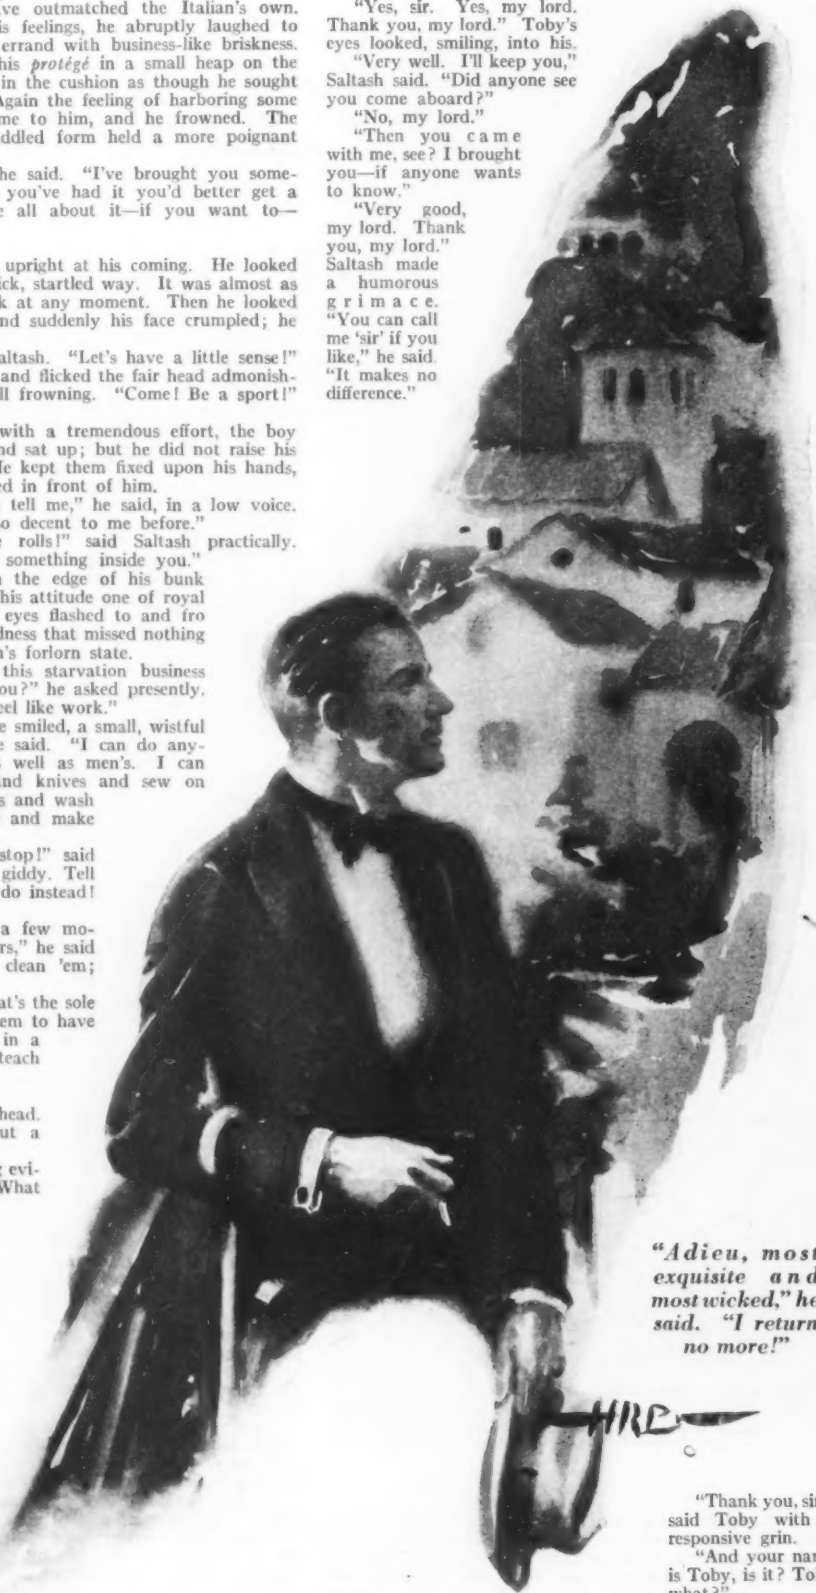 outmatched the Italian's own.
feelings, he abruptly laughed to
errand with business-like briskness.
his protégé in a small heap on the
in the cushion as though he sought
Again the feeling of harboring some
me to him, and he frowned. The
ddled form held a more poignant
he said. "I've brought you some-
you've had it you'd better get a
all about it—if you want to—
upright at his coming. He looked
ick, startled way. It was almost as
k at any moment. Then he looked
nd suddenly his face crumpled; he
altash. "Let's have a little sense!"
and flicked the fair head admonish-
ll frowning. "Come! Be a sport!"
with a tremendous effort, the boy
nd sat up; but he did not raise his
He kept them fixed upon his hands,
ed in front of him.
tell me," he said, in a low voice.
o decent to me before."
rolls!" said Saltash practically.
something inside you."
the edge of his bunk
his attitude one of royal
eyes flashed to and fro
dness that missed nothing
n's forlorn state.
this starvation business
ou?" he asked presently.
eel like work."
e smiled, a small, wistful
e said. "I can do any-
well as men's. I can
nd knives and sew on
s and wash
and make
stop!" said
giddy. Tell
do instead!
a few mo-
rs," he said
clean 'em;
at's the sole
em to have
in a
teach
head.
ut a
evi-
What
"Yes, sir. Yes, my lord.
Thank you, my lord." Toby's
eyes looked, smiling, into his.
"Very well. I'll keep you,"
Saltash said. "Did anyone see
you come aboard?"
"No, my lord."
"Then you came
with me, see? I brought
you—if anyone wants
to know."
"Very good,
my lord. Thank
you, my lord."
Saltash made
a humorous
grimace.
"You can call
me 'sir' if you
like," he said.
"It makes no
difference."
"Adieu, most
exquisite and
most wicked," he
said. "I return
no more!"
"Thank you, sir
said Toby with
responsive grin.
"And your nam
is Toby, is it? To
what?"